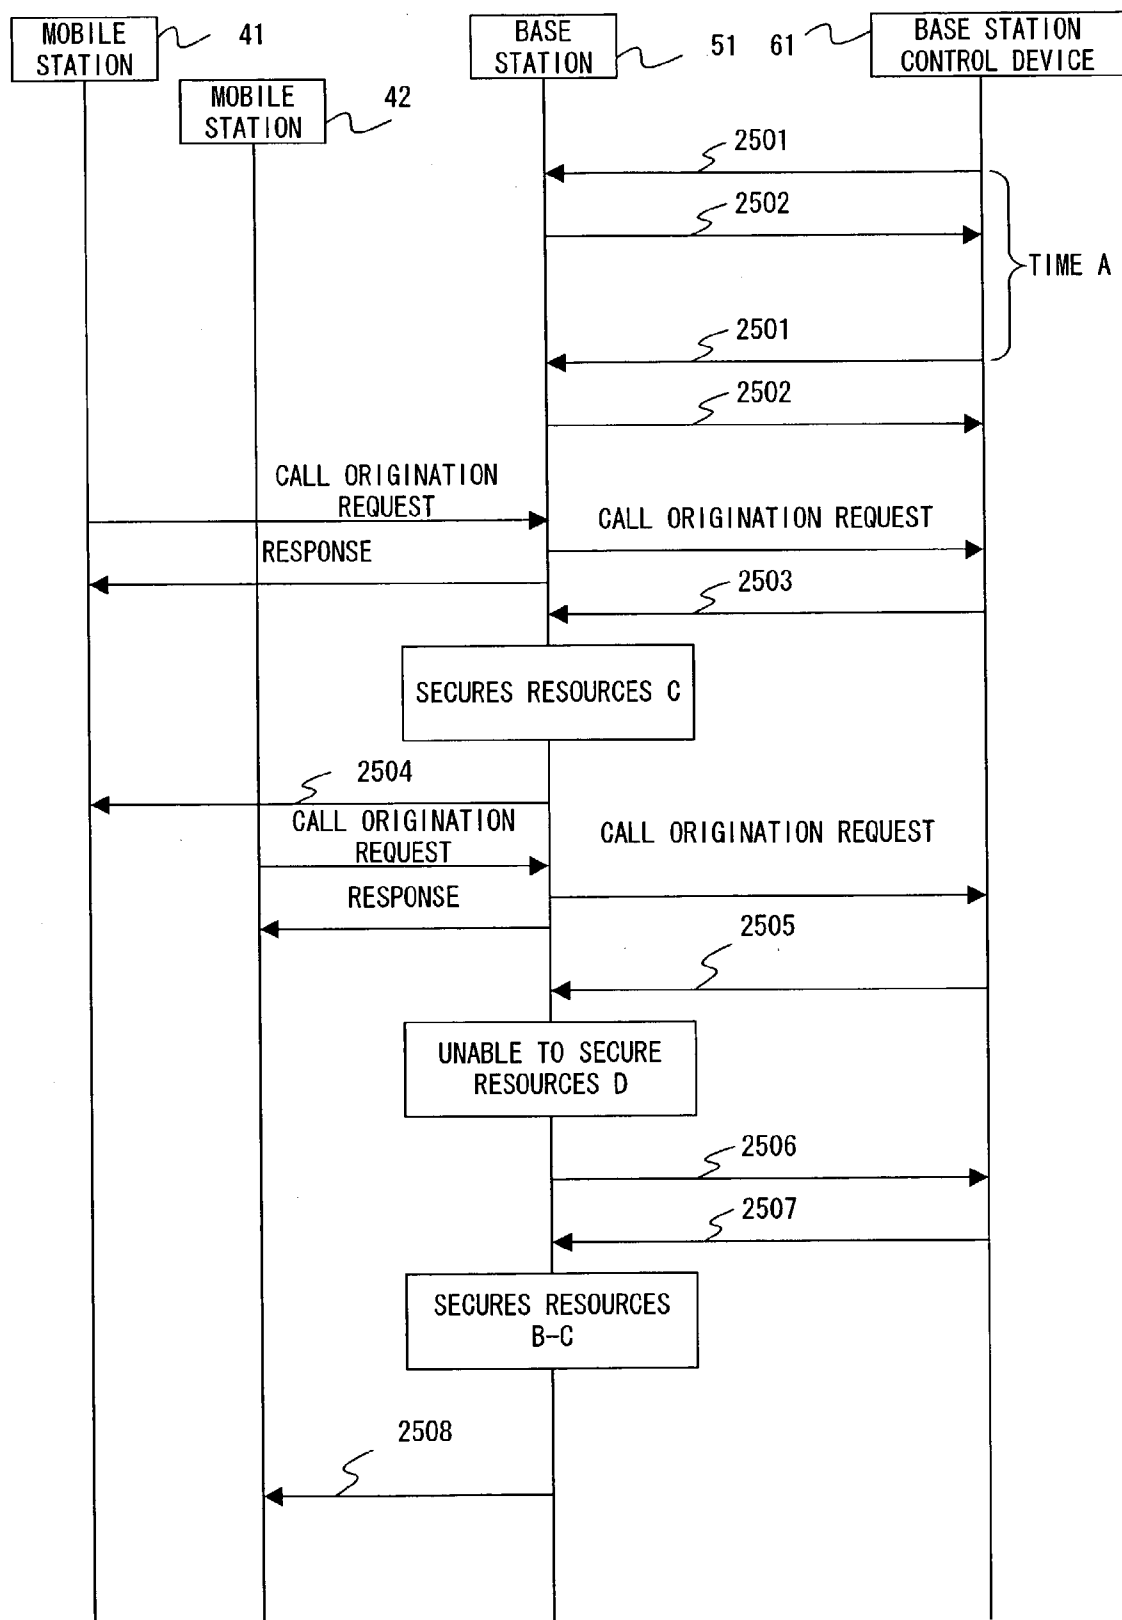 MOBILE
STATION
41
BASE
STATION
51
61
BASE STATION
CONTROL DEVICE
MOBILE
STATION
42
2501
2502
TIME A
2501
2502
CALL ORIGINATION
REQUEST
CALL ORIGINATION REQUEST
RESPONSE
2503
SECURES RESOURCES C
2504
CALL ORIGINATION
REQUEST
CALL ORIGINATION REQUEST
RESPONSE
2505
UNABLE TO SECURE
RESOURCES D
2506
2507
SECURES RESOURCES
B-C
2508